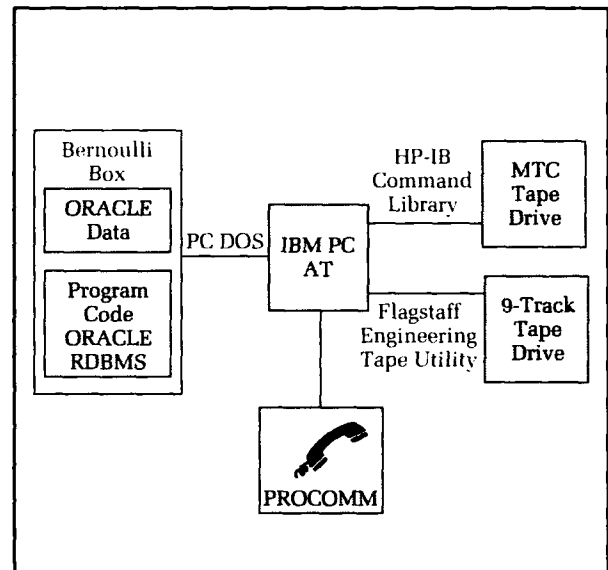 Bernoulli
Box
ORACLE
Data
Program
Code
ORACLE
RDBMS
PC DOS
IBM PC
AT
HP-IB
Command
Library
MTC
Tape
Drive
Flagstaff
Engineering
Tape Utility
9-Track
Tape
Drive
PROCOMM